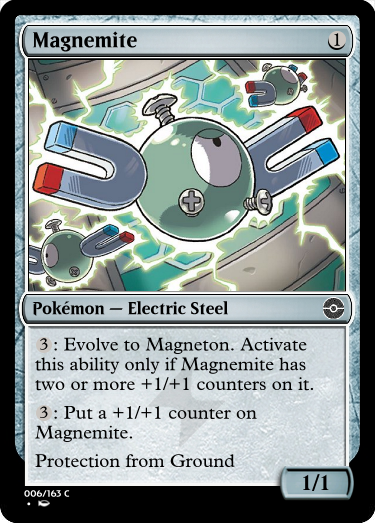 Magnemite 1
Pokémon — Electric Steel
3: Evolve to Magneton. Activate
this ability only if Magnemite has
two or more +1/+1 counters on it.
3: Put a +1/+1 counter on
Magnemite.
Protection from Ground
1/1
006/163 C